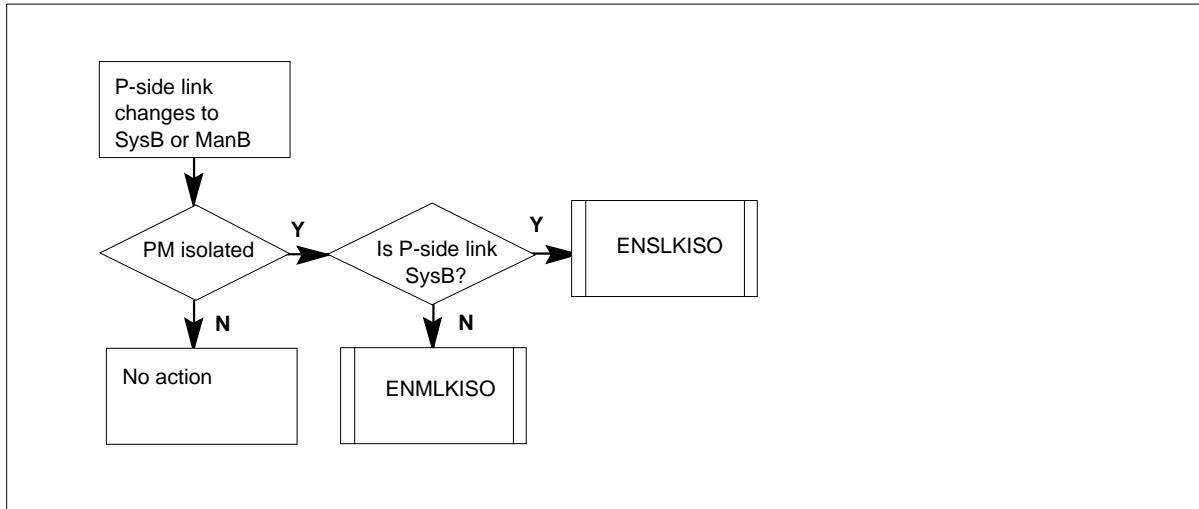 P-side link
changes to
SysB or ManB
PM isolated
Y
Is P-side link
SysB?
Y
ENSLKISO
N
No action
N
ENMLKISO